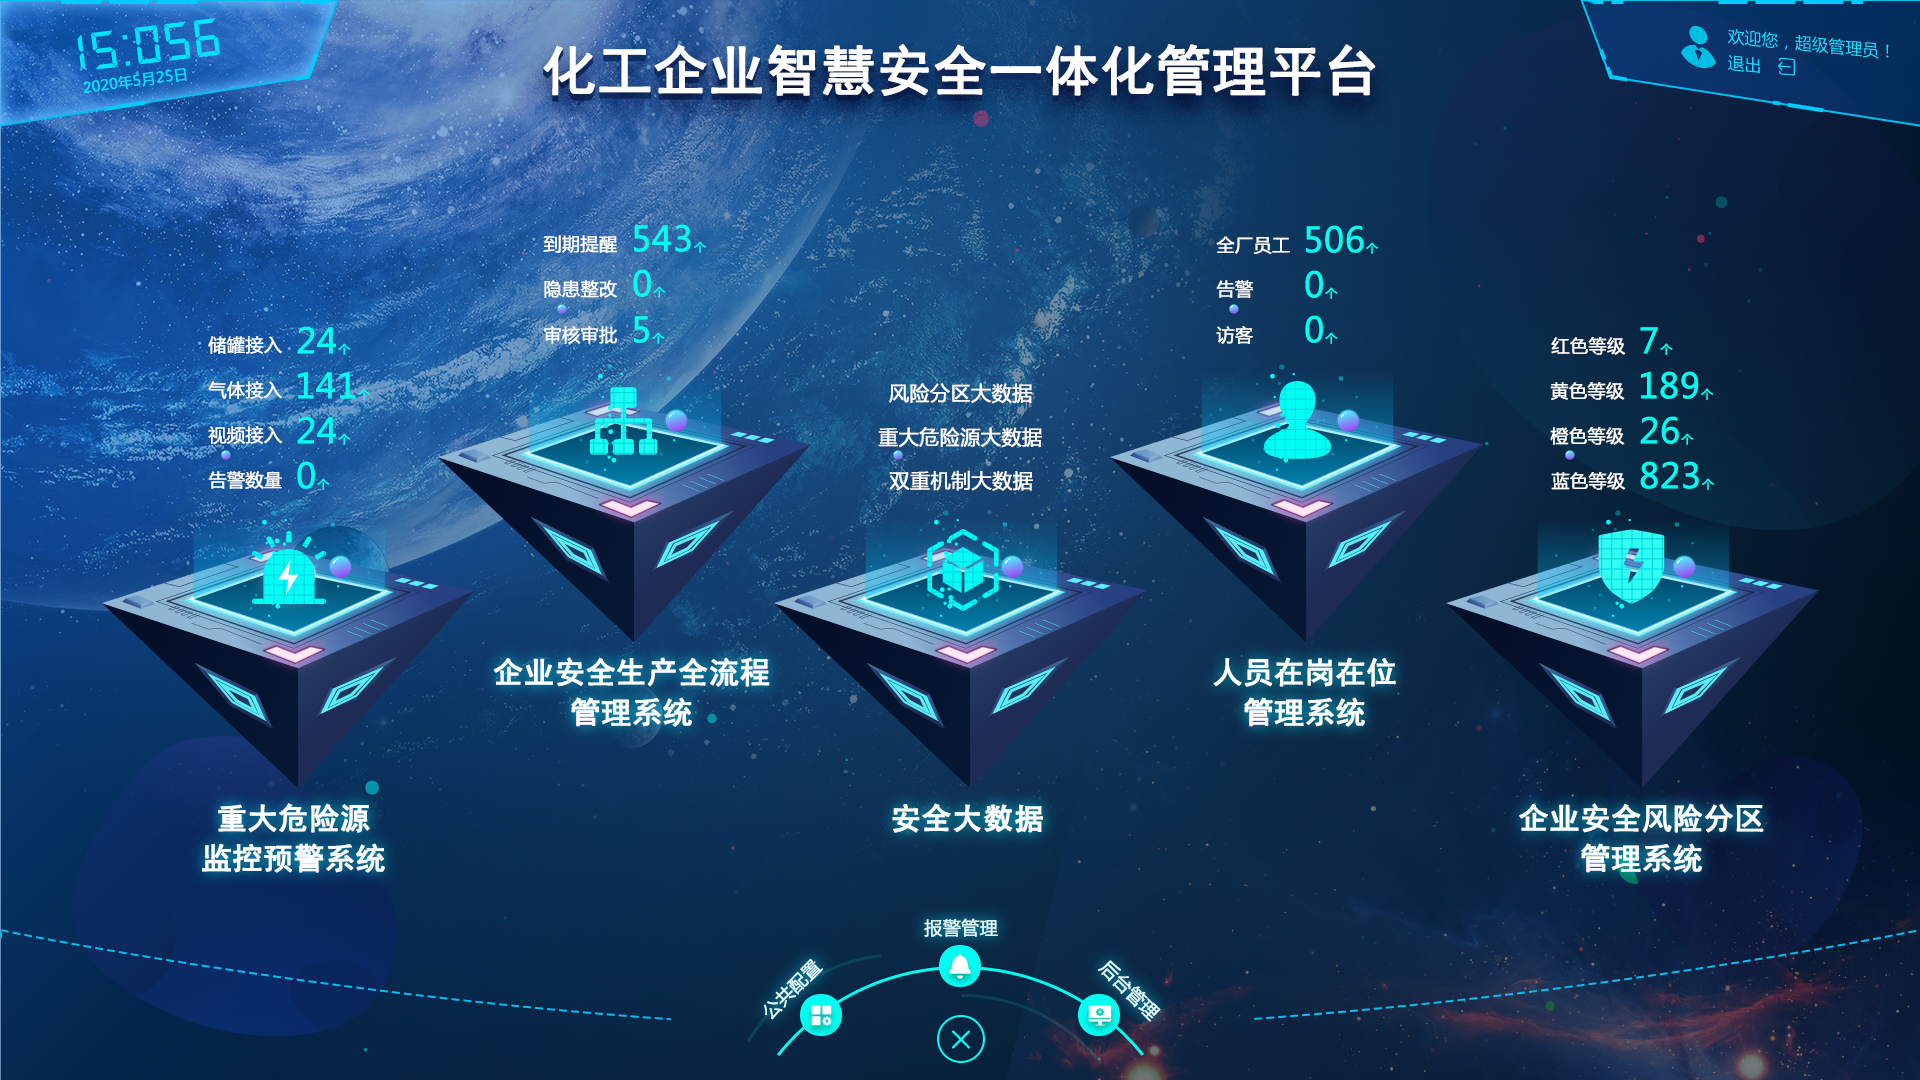 15:056
2020年5月25日
化工企业智慧安全一体化管理平台
欢迎您，超级管理员！
退出
储罐接入 24个
气体接入 141个
视频接入 24个
告警数量 0个
重大危险源
监控预警系统
到期提醒 543个
隐患整改 0个
审核审批 5个
企业安全生产全流程
管理系统
风险分区大数据
重大危险源大数据
双重机制大数据
安全大数据
全厂员工 506个
告警 0个
访客 0个
人员在岗在位
管理系统
红色等级 7个
黄色等级 189个
橙色等级 26个
蓝色等级 823个
企业安全风险分区
管理系统
公共配置
报警管理
后台管理